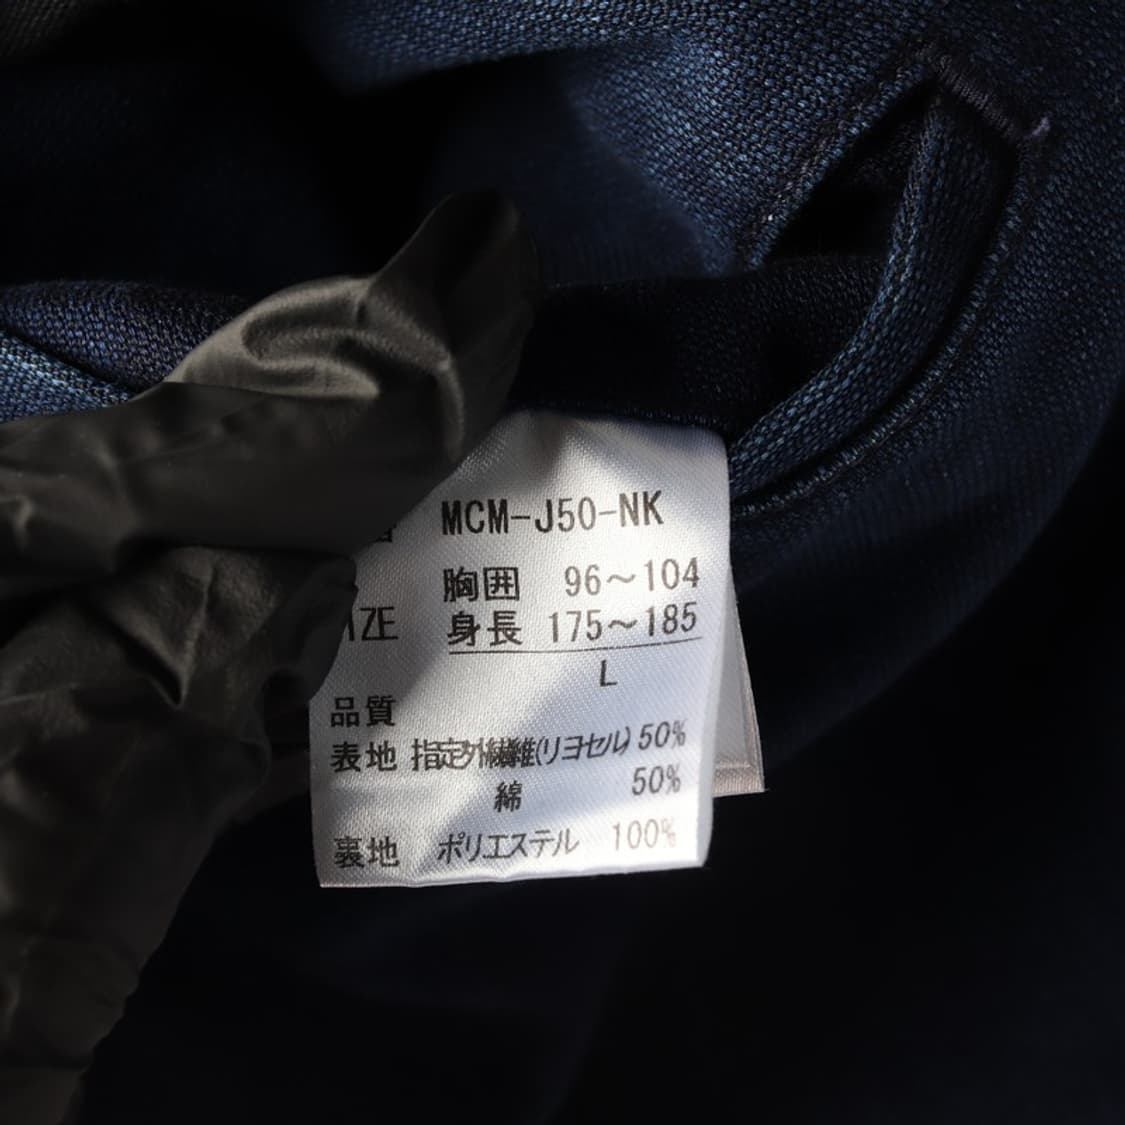 MCM-J50-NK
胸囲 96～104
IZE 身長 175～185
L
品質
表地 指定外繊維(リヨセル) 50%
綿 50%
裏地 ポリエステル 100%